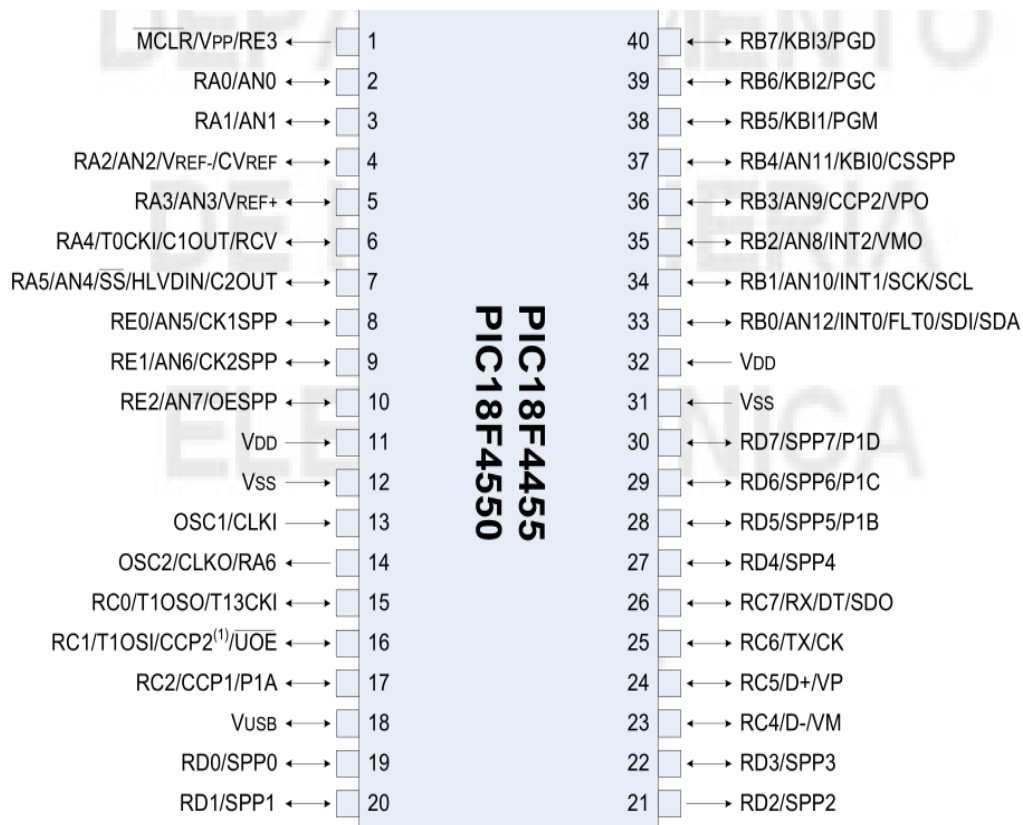 DEPARTAMENTO
DE INGENIERIA
ELECTRONICA
MCLR/VPP/RE3 1
RA0/AN0 2
RA1/AN1 3
RA2/AN2/VREF-/CVREF 4
RA3/AN3/VREF+ 5
RA4/T0CKI/C1OUT/RCV 6
RA5/AN4/SS/HLVDIN/C2OUT 7
RE0/AN5/CK1SPP 8
RE1/AN6/CK2SPP 9
RE2/AN7/OESPP 10
VDD 11
VSS 12
OSC1/CLKI 13
OSC2/CLKO/RA6 14
RC0/T1OSO/T13CKI 15
RC1/T1OSI/CCP2(1)/UOE 16
RC2/CCP1/P1A 17
VUSB 18
RD0/SPP0 19
RD1/SPP1 20
PIC18F4455
PIC18F4550
40 RB7/KBI3/PGD
39 RB6/KBI2/PGC
38 RB5/KBI1/PGM
37 RB4/AN11/KBI0/CSSPP
36 RB3/AN9/CCP2/VPO
35 RB2/AN8/INT2/VMO
34 RB1/AN10/INT1/SCK/SCL
33 RB0/AN12/INT0/FLT0/SDI/SDA
32 VDD
31 VSS
30 RD7/SPP7/P1D
29 RD6/SPP6/P1C
28 RD5/SPP5/P1B
27 RD4/SPP4
26 RC7/RX/DT/SDO
25 RC6/TX/CK
24 RC5/D+/VP
23 RC4/D-/VM
22 RD3/SPP3
21 RD2/SPP2